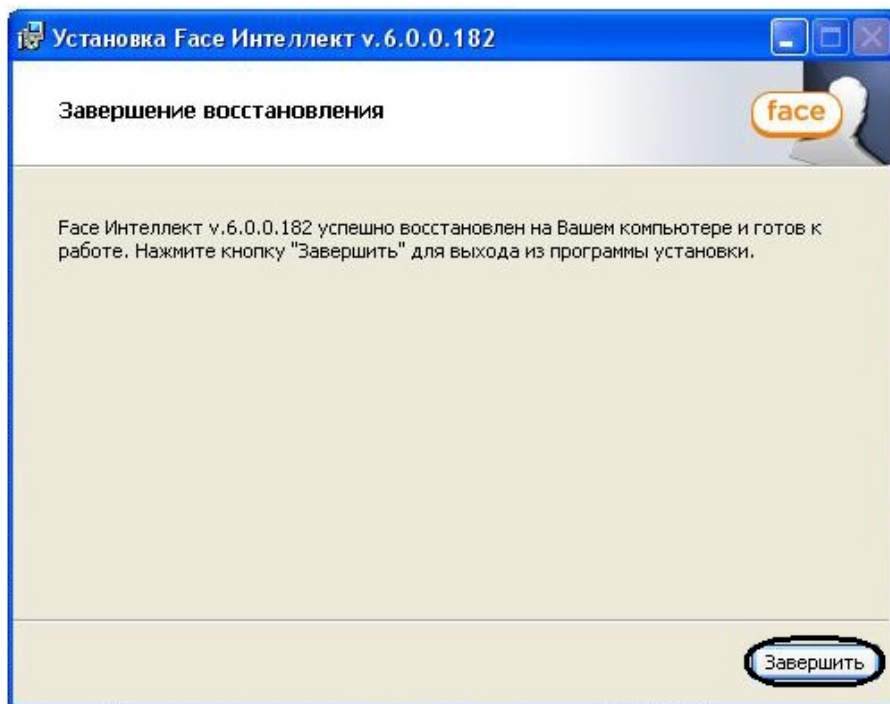 Установка Face Интеллект v.6.0.0.182
Завершение восстановления
face
Face Интеллект v.6.0.0.182 успешно восстановлен на Вашем компьютере и готов к
работе. Нажмите кнопку "Завершить" для выхода из программы установки.
Завершить